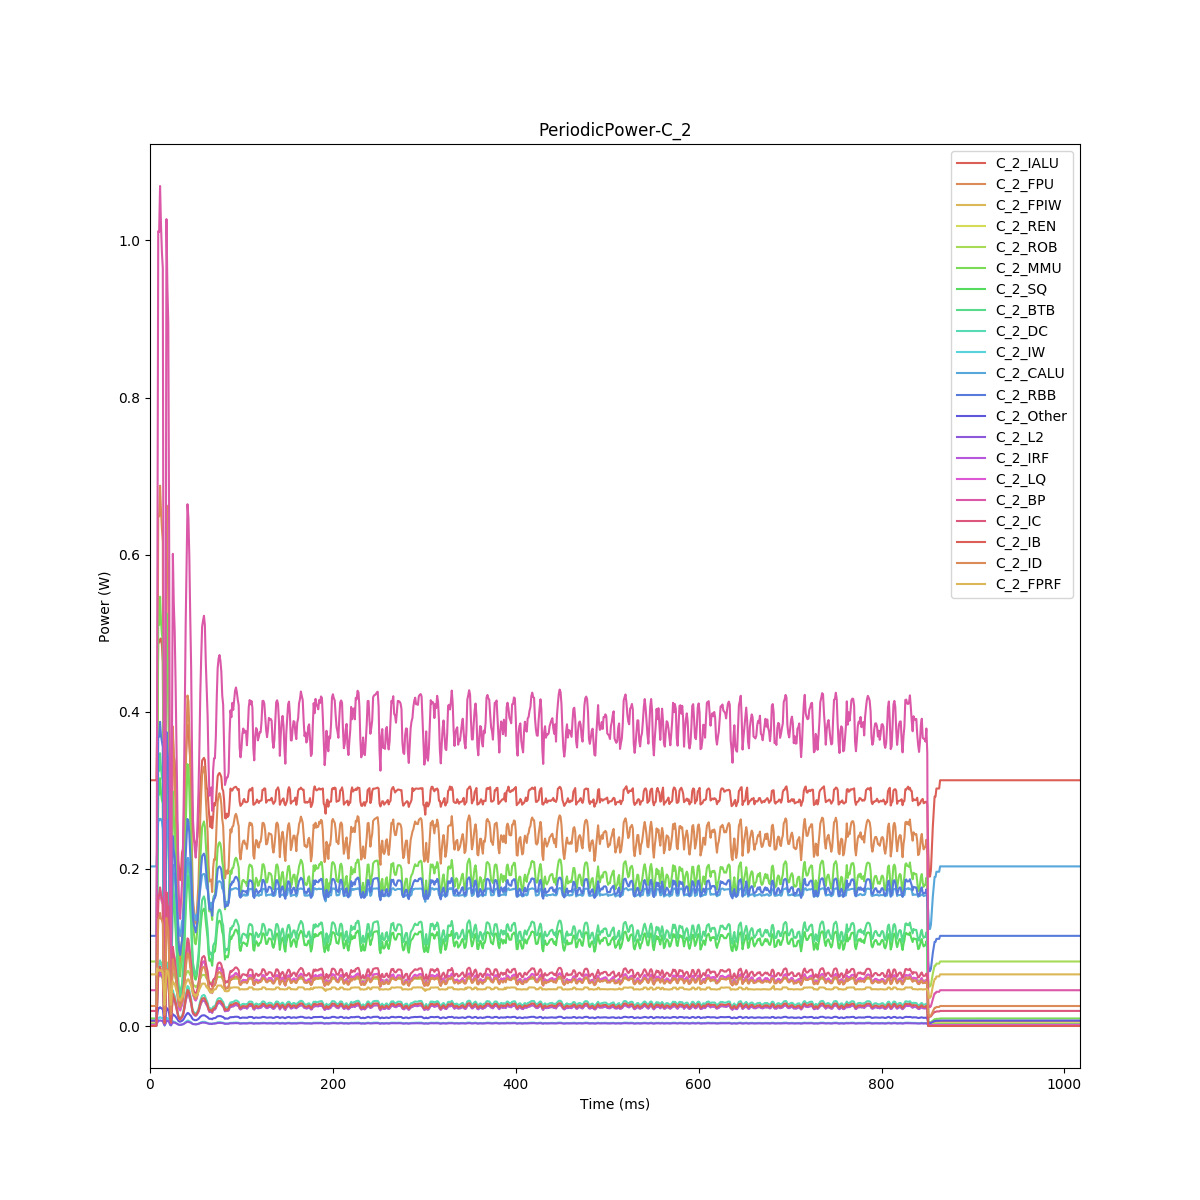 PeriodicPower-C_2
C_2_IALU
C_2_FPU
C_2_FPIW
C_2_REN
C_2_ROB
C_2_MMU
C_2_SQ
C_2_BTB
C_2_DC
C_2_IW
C_2_CALU
C_2_RBB
C_2_Other
C_2_L2
C_2_IRF
C_2_LQ
C_2_BP
C_2_IC
C_2_IB
C_2_ID
C_2_FPRF
1.0
0.8
0.6
0.4
0.2
0.0
Power (W)
0 200 400 600 800 1000
Time (ms)